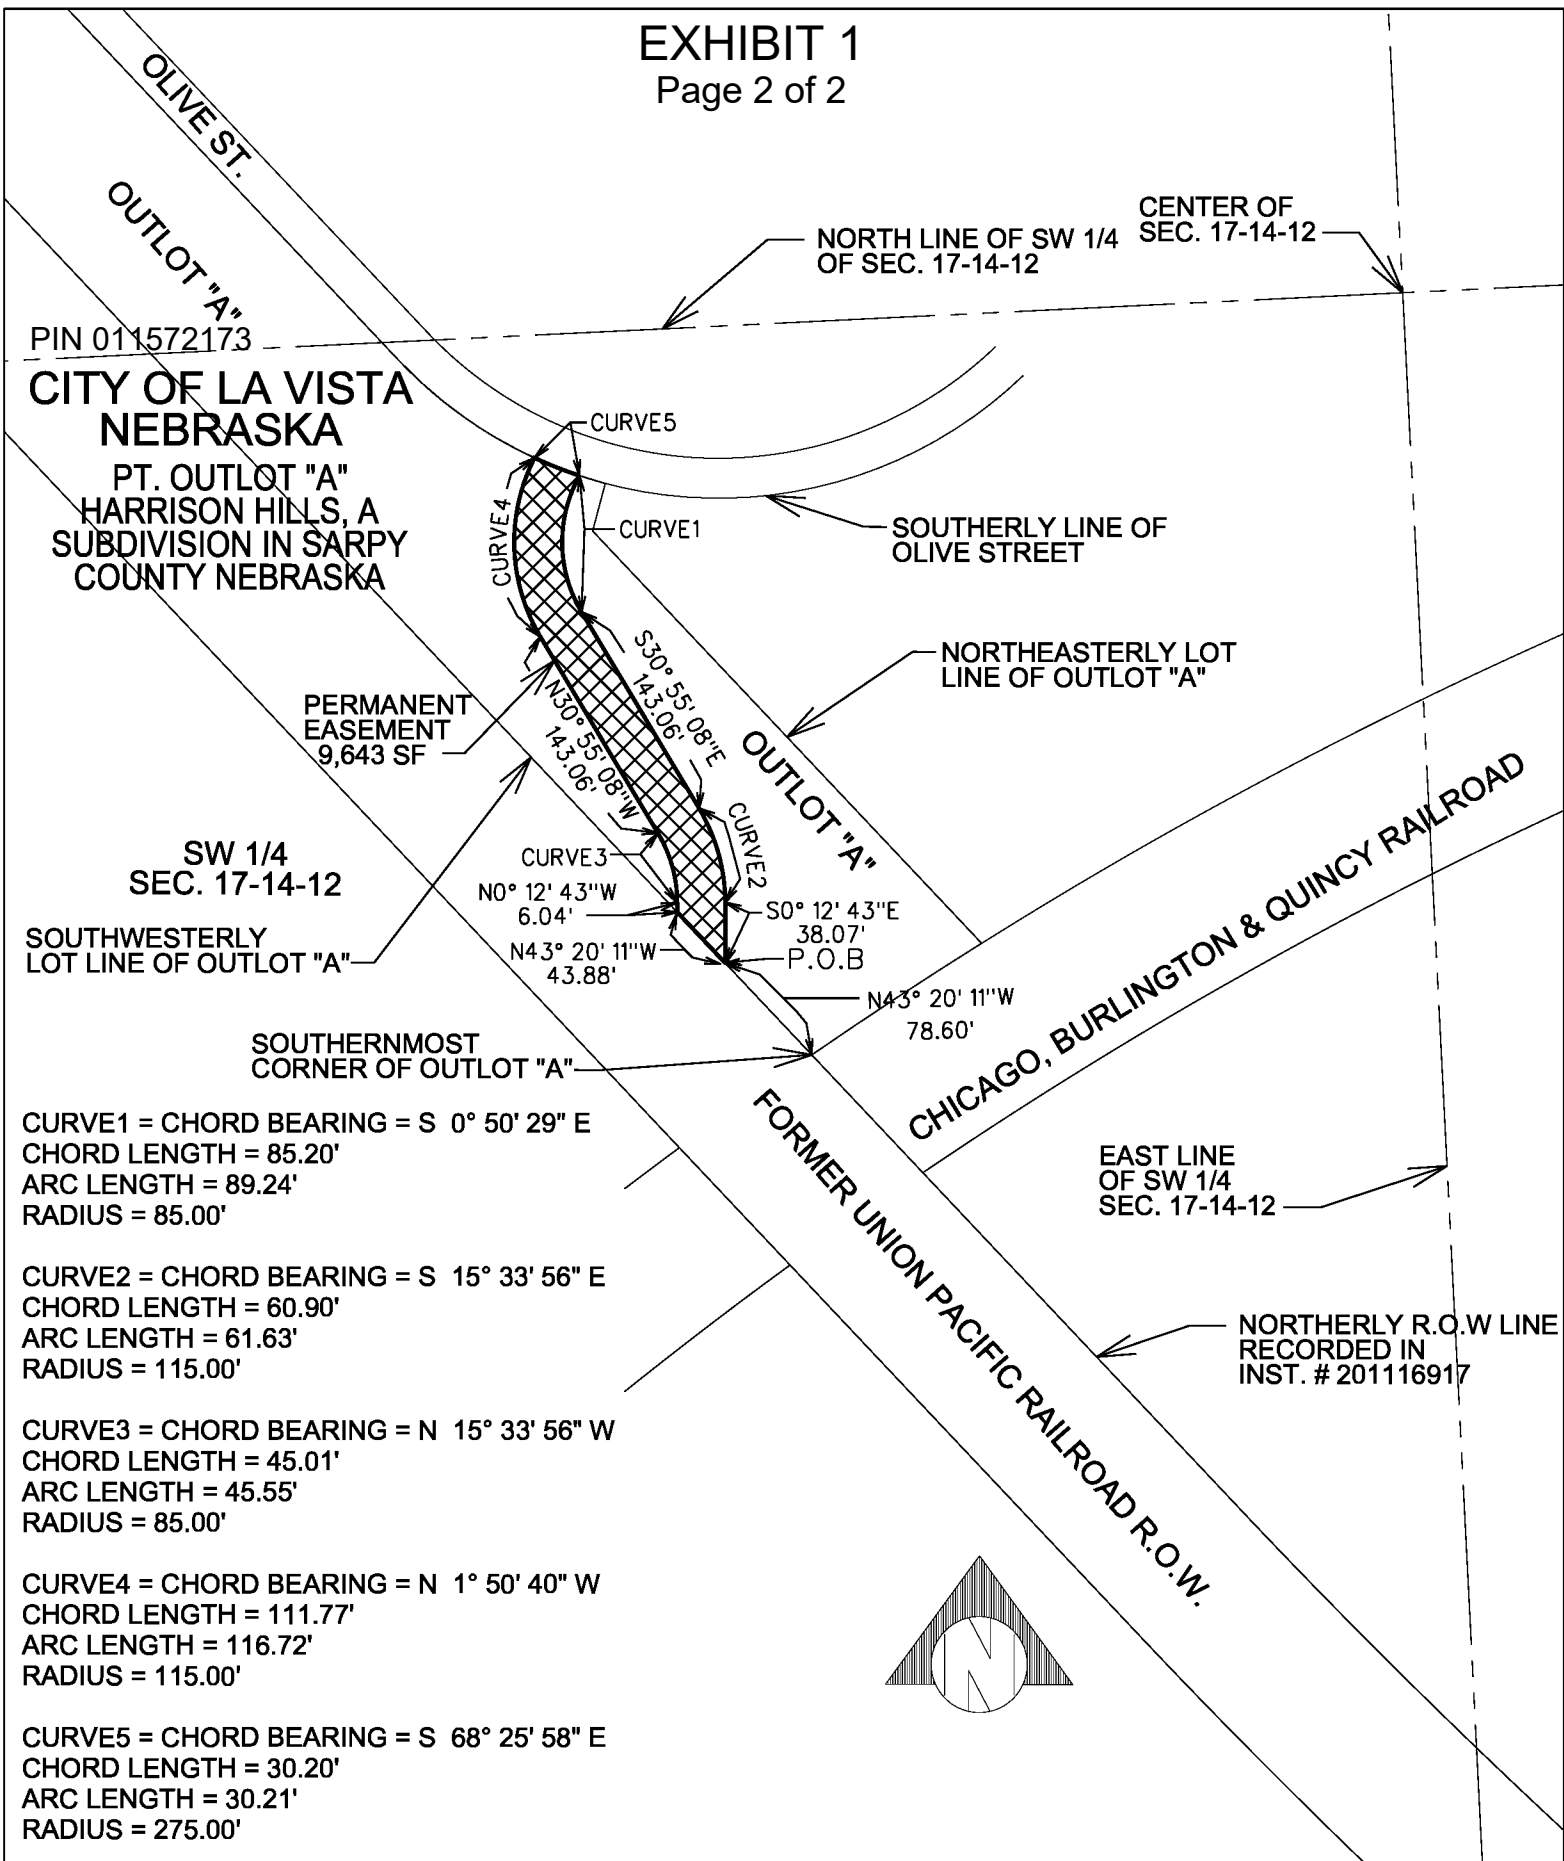 EXHIBIT 1
Page 2 of 2
OLIVE ST.
OUTLOT "A"
CENTER OF
SEC. 17-14-12
NORTH LINE OF SW 1/4
OF SEC. 17-14-12
PIN 011572173
CITY OF LA VISTA
NEBRASKA
PT. OUTLOT "A"
HARRISON HILLS, A
SUBDIVISION IN SARPY
COUNTY NEBRASKA
CURVE5
CURVE4
CURVE1
SOUTHERLY LINE OF
OLIVE STREET
S30° 55' 08"E
143.06'
NORTHEASTERLY LOT
LINE OF OUTLOT "A"
PERMANENT
EASEMENT
9,643 SF
N30° 55' 08"W
143.06'
OUTLOT "A"
CURVE2
CURVE3
SW 1/4
SEC. 17-14-12
N0° 12' 43"W
6.04'
S0° 12' 43"E
38.07'
SOUTHWESTERLY
LOT LINE OF OUTLOT "A"
N43° 20' 11"W
43.88'
P.O.B
N43° 20' 11"W
78.60'
CHICAGO, BURLINGTON & QUINCY RAILROAD
SOUTHERNMOST
CORNER OF OUTLOT "A"
FORMER UNION PACIFIC RAILROAD R.O.W.
EAST LINE
OF SW 1/4
SEC. 17-14-12
NORTHERLY R.O.W LINE
RECORDED IN
INST. # 201116917
CURVE1 = CHORD BEARING = S 0° 50' 29" E
CHORD LENGTH = 85.20'
ARC LENGTH = 89.24'
RADIUS = 85.00'
CURVE2 = CHORD BEARING = S 15° 33' 56" E
CHORD LENGTH = 60.90'
ARC LENGTH = 61.63'
RADIUS = 115.00'
CURVE3 = CHORD BEARING = N 15° 33' 56" W
CHORD LENGTH = 45.01'
ARC LENGTH = 45.55'
RADIUS = 85.00'
CURVE4 = CHORD BEARING = N 1° 50' 40" W
CHORD LENGTH = 111.77'
ARC LENGTH = 116.72'
RADIUS = 115.00'
CURVE5 = CHORD BEARING = S 68° 25' 58" E
CHORD LENGTH = 30.20'
ARC LENGTH = 30.21'
RADIUS = 275.00'
N